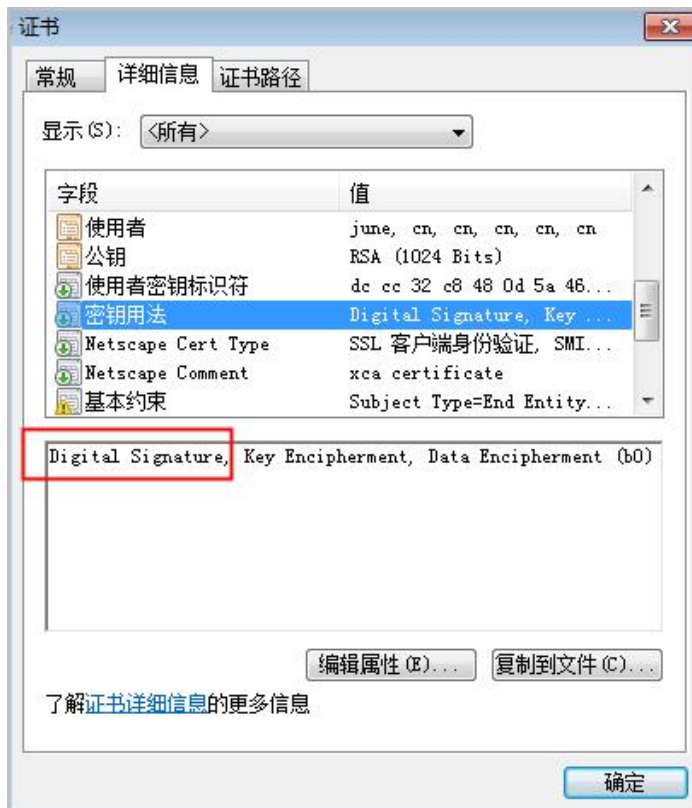 证书
常规 详细信息 证书路径
显示(S): <所有>
字段 值
使用者 june, cn, cn, cn, cn, cn
公钥 RSA (1024 Bits)
使用者密钥标识符 dc cc 32 c8 48 0d 5a 46...
密钥用法 Digital Signature, Key ...
Netscape Cert Type SSL 客户端身份验证, SMI...
Netscape Comment xca certificate
基本约束 Subject Type=End Entity...
Digital Signature, Key Encipherment, Data Encipherment (b0)
编辑属性(E)... 复制到文件(C)...
了解证书详细信息的更多信息
确定